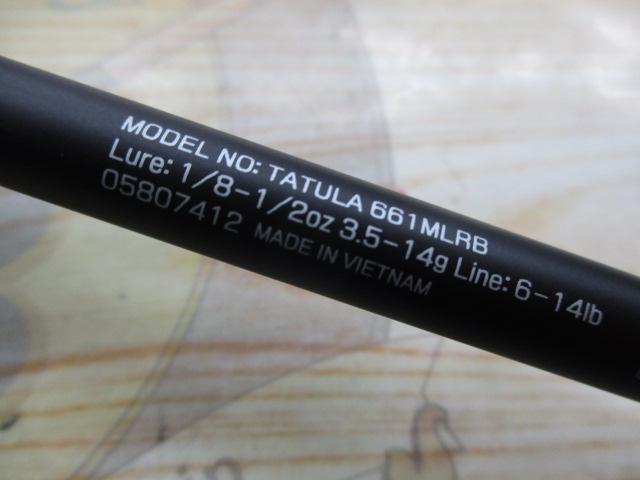 MODEL NO: TATULA 661MLRB
Lure: 1/8-1/2oz 3.5-14g Line: 6-14lb
05807412 MADE IN VIETNAM